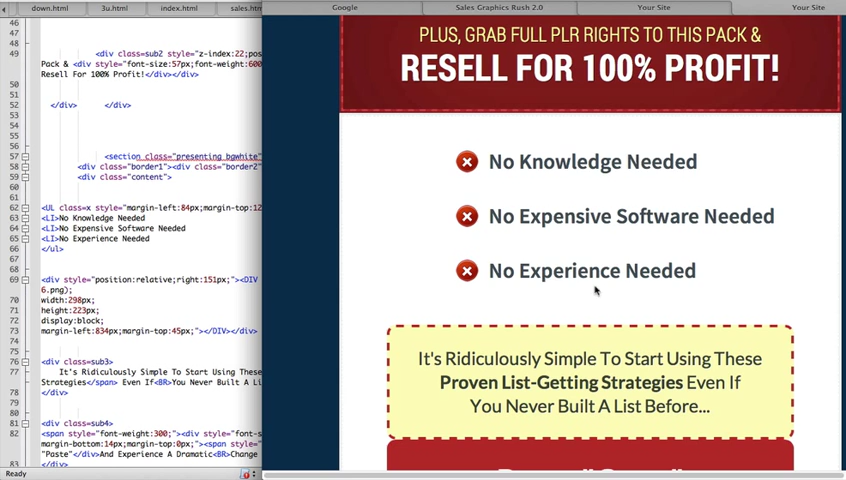 down.html 3u.html index.html sales.htm
Google Sales Graphics Rush 2.0 Your Site Your Site
46
47
48
49 <div class=sub2 style="z-index:22;pos
Pack & <div style="font-size:57px;font-weight:600
Resell For 100% Profit!</div></div>
50
51
52 </div> </div>
53
54
55
56
57 <section class="presenting bgwhite"
58 <div class="border1"><div class="border2"
59 <div class="content">
60
61
62 <UL class=x style="margin-left:84px;margin-top:12
63 <LI>No Knowledge Needed
64 <LI>No Expensive Software Needed
65 <LI>No Experience Needed
66 </ul>
67
68
69 <div style="position:relative;right:151px;"><DIV
6.png);
70 width:298px;
71 height:223px;
72 display:block;
73 margin-left:834px;margin-top:45px;"></DIV></div>
74
75
76 <div class=sub3>
77 It's Ridiculously Simple To Start Using These
Strategies</span> Even If<BR>You Never Built A Li
78 </div>
79
80
81 <div class=sub4>
82 <span style="font-weight:300;"><div style="font-s
margin-bottom:14px;margin-top:0px;">
"Paste"</div>And Experience A Dramatic<BR>Change
83 </div>
Ready
PLUS, GRAB FULL PLR RIGHTS TO THIS PACK &
RESELL FOR 100% PROFIT!
No Knowledge Needed
No Expensive Software Needed
No Experience Needed
It's Ridiculously Simple To Start Using These
Proven List-Getting Strategies Even If
You Never Built A List Before...